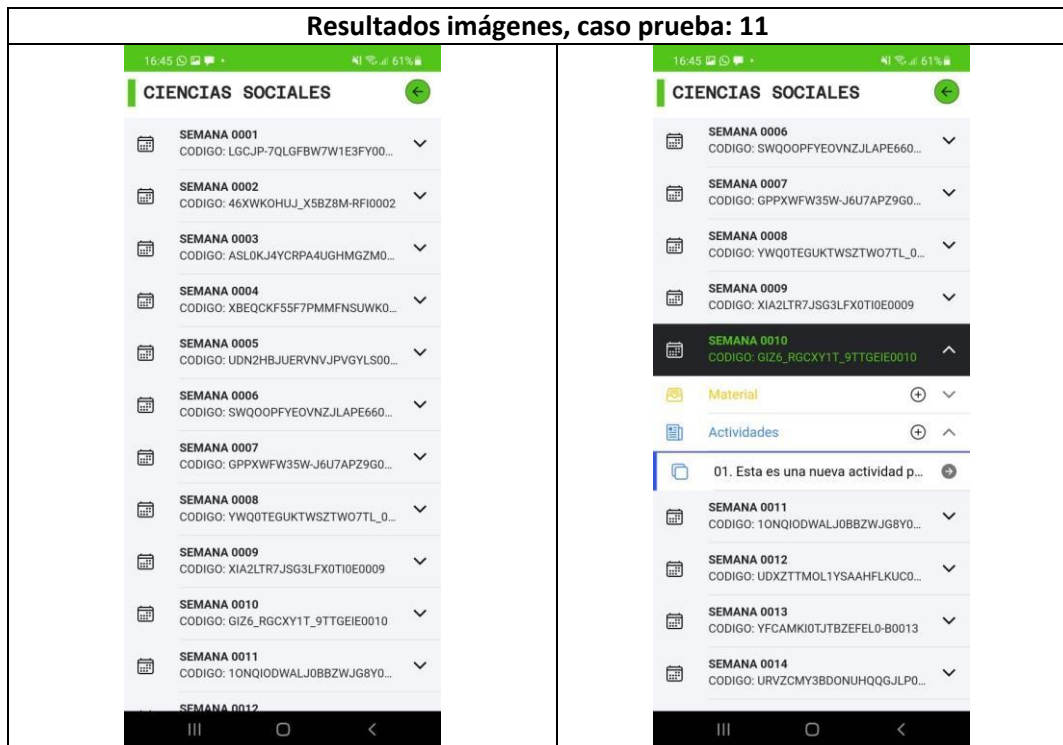 Resultados imágenes, caso prueba: 11
16:45
61%
CIENCIAS SOCIALES
SEMANA 0001
CODIGO: LGCJP-7QLGFBW7W1E3FY00...
SEMANA 0002
CODIGO: 46XWKOHUJ_X5BZ8M-RFI0002
SEMANA 0003
CODIGO: ASL0KJ4YCRPA4UGHMGZM0...
SEMANA 0004
CODIGO: XBEQCKF55F7PMMFNSUWK0...
SEMANA 0005
CODIGO: UDN2HBJUERVNVJPVGYLS00...
SEMANA 0006
CODIGO: SWQOOPFYEOVNZJLAPE660...
SEMANA 0007
CODIGO: GPPXWFW35W-J6U7APZ9G0...
SEMANA 0008
CODIGO: YWQ0TEGUKTWSZTWO7TL_0...
SEMANA 0009
CODIGO: XIA2LTR7JSG3LFX0TI0E0009
SEMANA 0010
CODIGO: GIZ6_RGCXY1T_9TTGEIE0010
SEMANA 0011
CODIGO: 1ONQIODWALJ0BBZWJG8Y0...
SEMANA 0012
16:45
61%
CIENCIAS SOCIALES
SEMANA 0006
CODIGO: SWQOOPFYEOVNZJLAPE660...
SEMANA 0007
CODIGO: GPPXWFW35W-J6U7APZ9G0...
SEMANA 0008
CODIGO: YWQ0TEGUKTWSZTWO7TL_0...
SEMANA 0009
CODIGO: XIA2LTR7JSG3LFX0TI0E0009
SEMANA 0010
CODIGO: GIZ6_RGCXY1T_9TTGEIE0010
Material
Actividades
01. Esta es una nueva actividad p...
SEMANA 0011
CODIGO: 1ONQIODWALJ0BBZWJG8Y0...
SEMANA 0012
CODIGO: UDXZTTMOL1YSAAHFLKUC0...
SEMANA 0013
CODIGO: YFCAMKI0TJTBZEFEL0-B0013
SEMANA 0014
CODIGO: URVZCMY3BDONUHQQGJLP0...